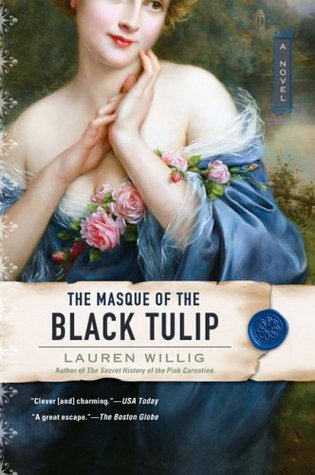 A NOVEL
THE MASQUE OF THE
BLACK TULIP
LAUREN WILLIG
Author of The Secret History of the Pink Carnation
"Clever [and] charming."—USA Today
"A great escape."—The Boston Globe